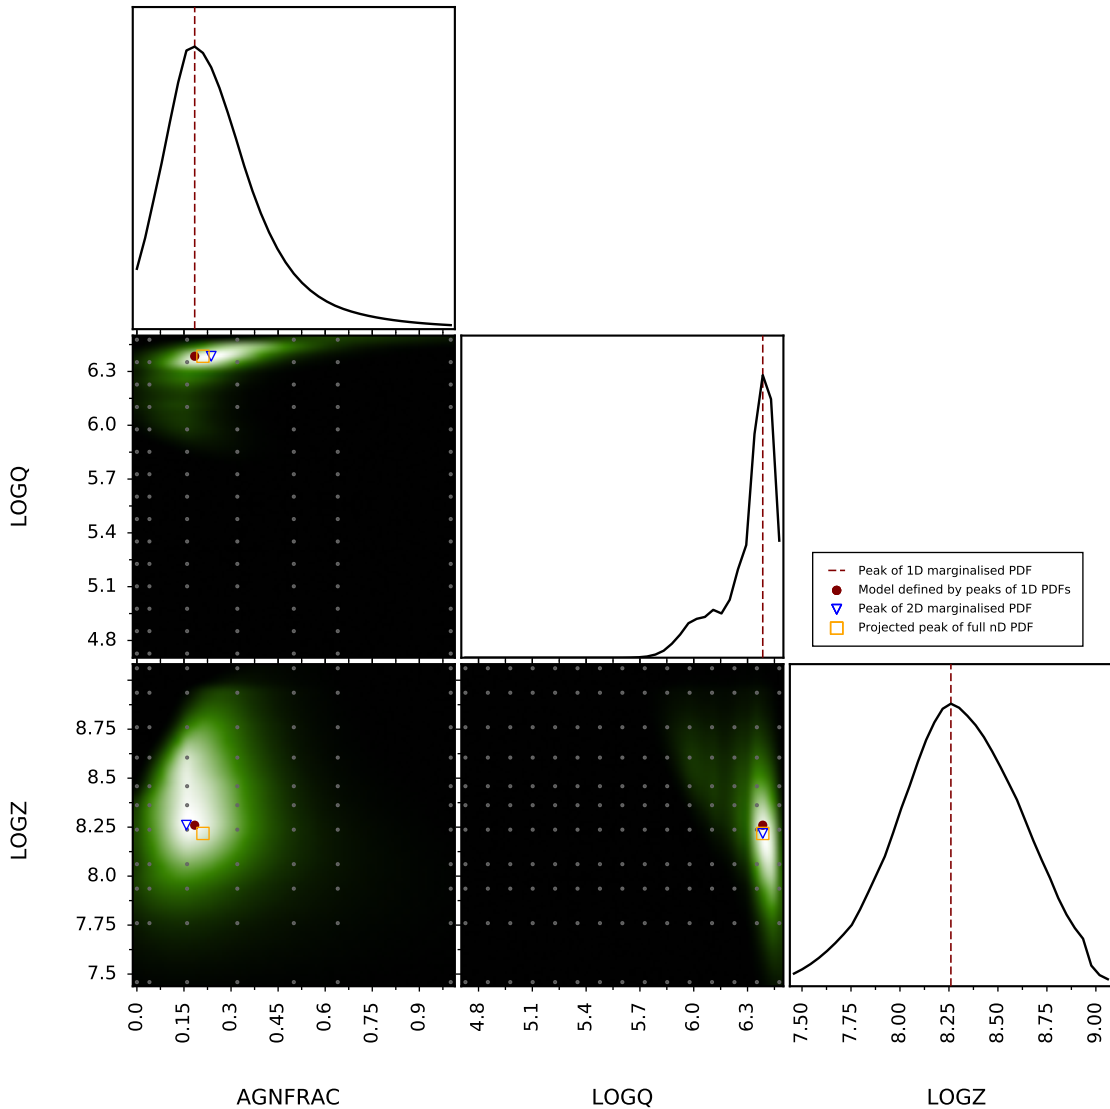 LOGQ
6.3
6.0
5.7
5.4
5.1
4.8
Peak of 1D marginalised PDF
Model defined by peaks of 1D PDFs
Peak of 2D marginalised PDF
Projected peak of full nD PDF
LOGZ
8.75
8.5
8.25
8.0
7.75
7.5
0.0 0.15 0.3 0.45 0.6 0.75 0.9
4.8 5.1 5.4 5.7 6.0 6.3
7.50 7.75 8.00 8.25 8.50 8.75 9.00
AGNFRAC
LOGQ
LOGZ